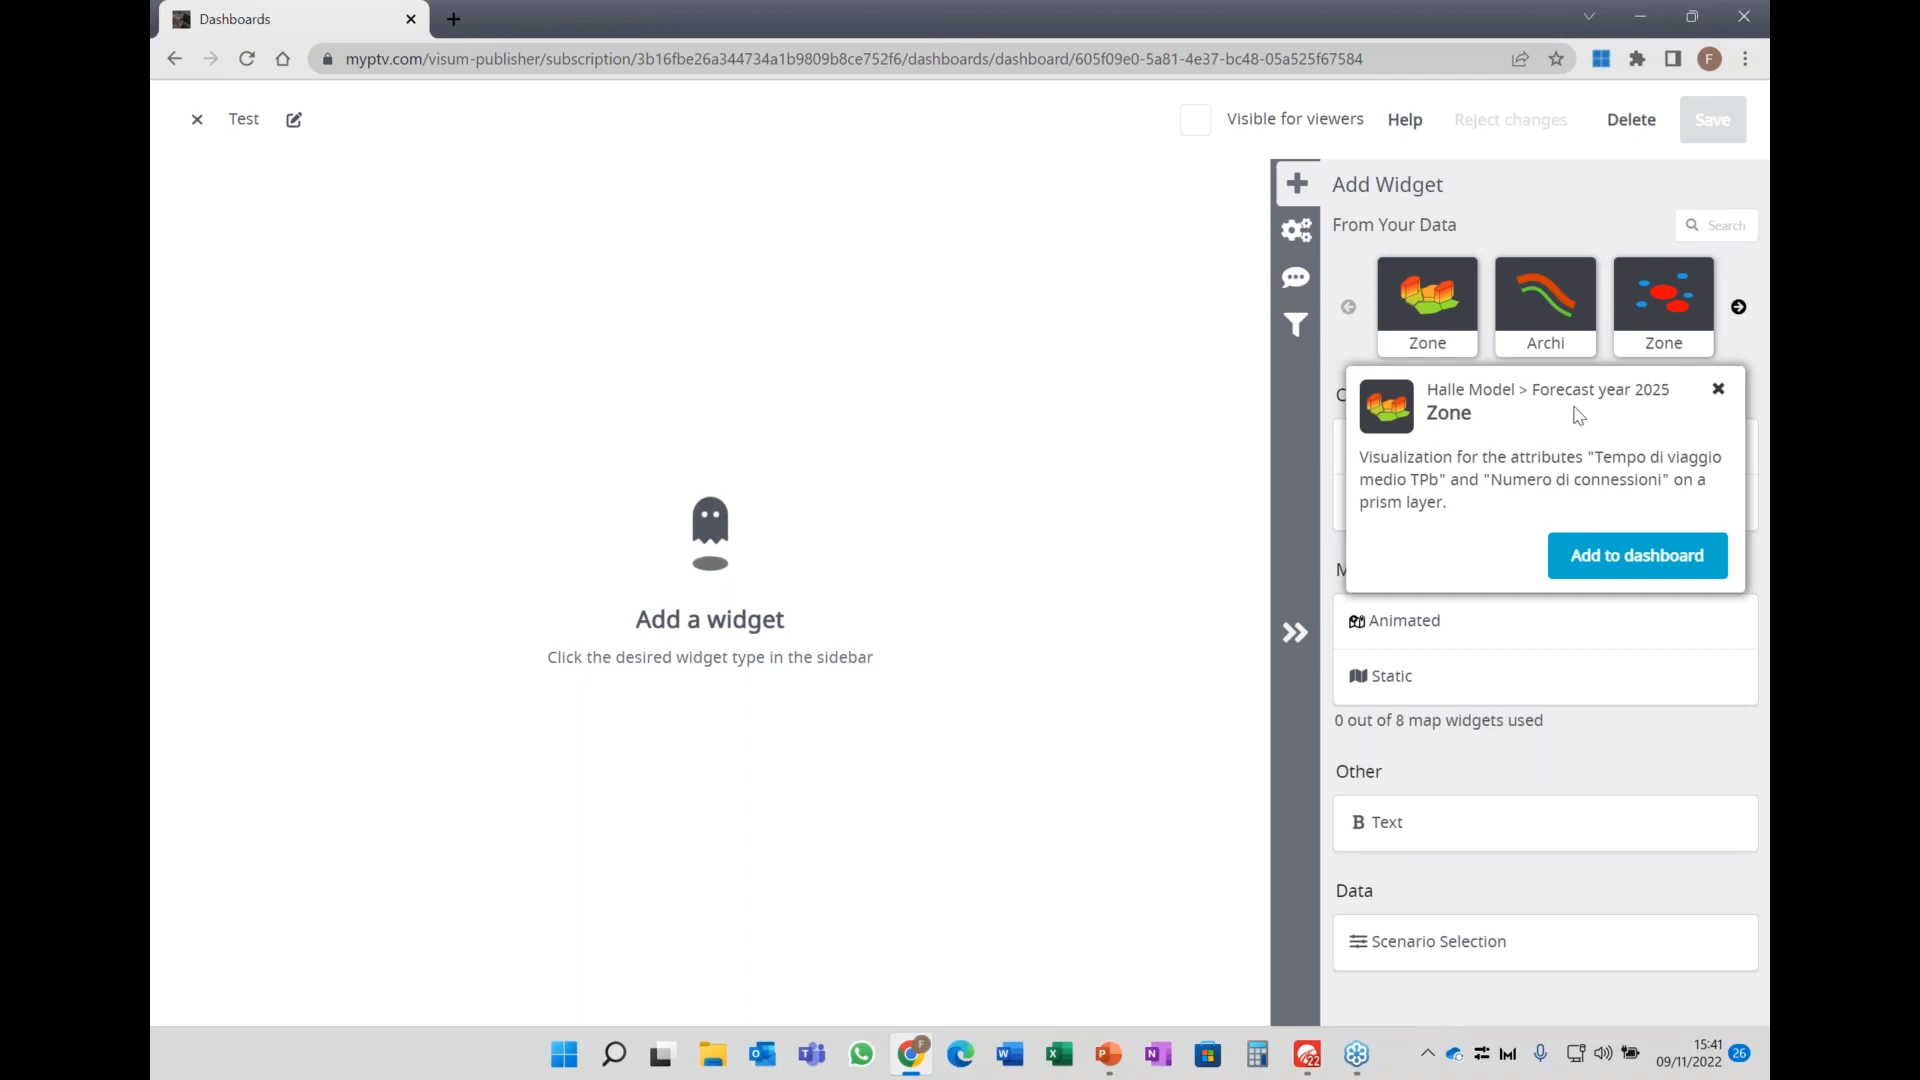 Dashboards
myptv.com/visum-publisher/subscription/3b16fbe26a344734a1b9809b8ce752f6/dashboards/dashboard/605f09e0-5a81-4e37-bc48-05a525f67584
F
Test
Visible for viewers
Help
Reject changes
Delete
Save
Add Widget
From Your Data
Search
Zone
Archi
Zone
Halle Model > Forecast year 2025
Zone
Visualization for the attributes "Tempo di viaggio
medio TPb" and "Numero di connessioni" on a
prism layer.
Add to dashboard
Animated
Static
0 out of 8 map widgets used
Other
B Text
Data
Scenario Selection
Add a widget
Click the desired widget type in the sidebar
15:41
09/11/2022
26